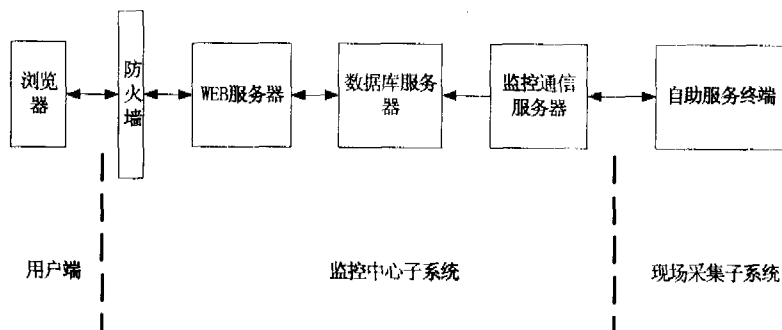 浏览
器
防
火
墙
WEB服务器
数据库服务
器
监控通信
服务器
自助服务终端
用户端
监控中心子系统
现场采集子系统